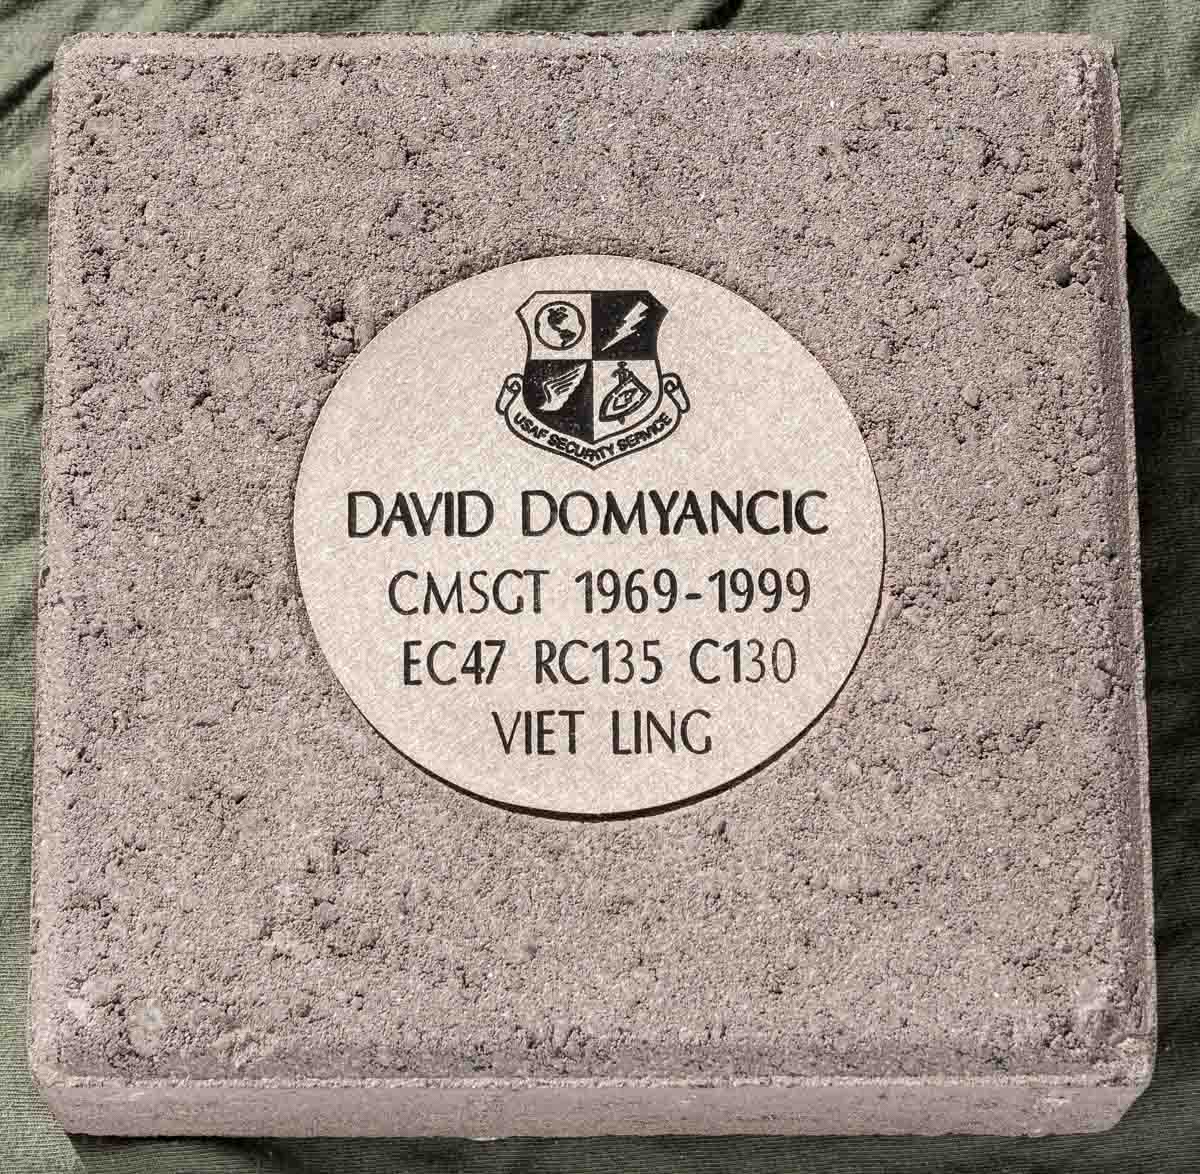 USAF SECURITY SERVICE
DAVID DOMYANCIC
CMSGT 1969-1999
EC47 RC135 C130
VIET LING